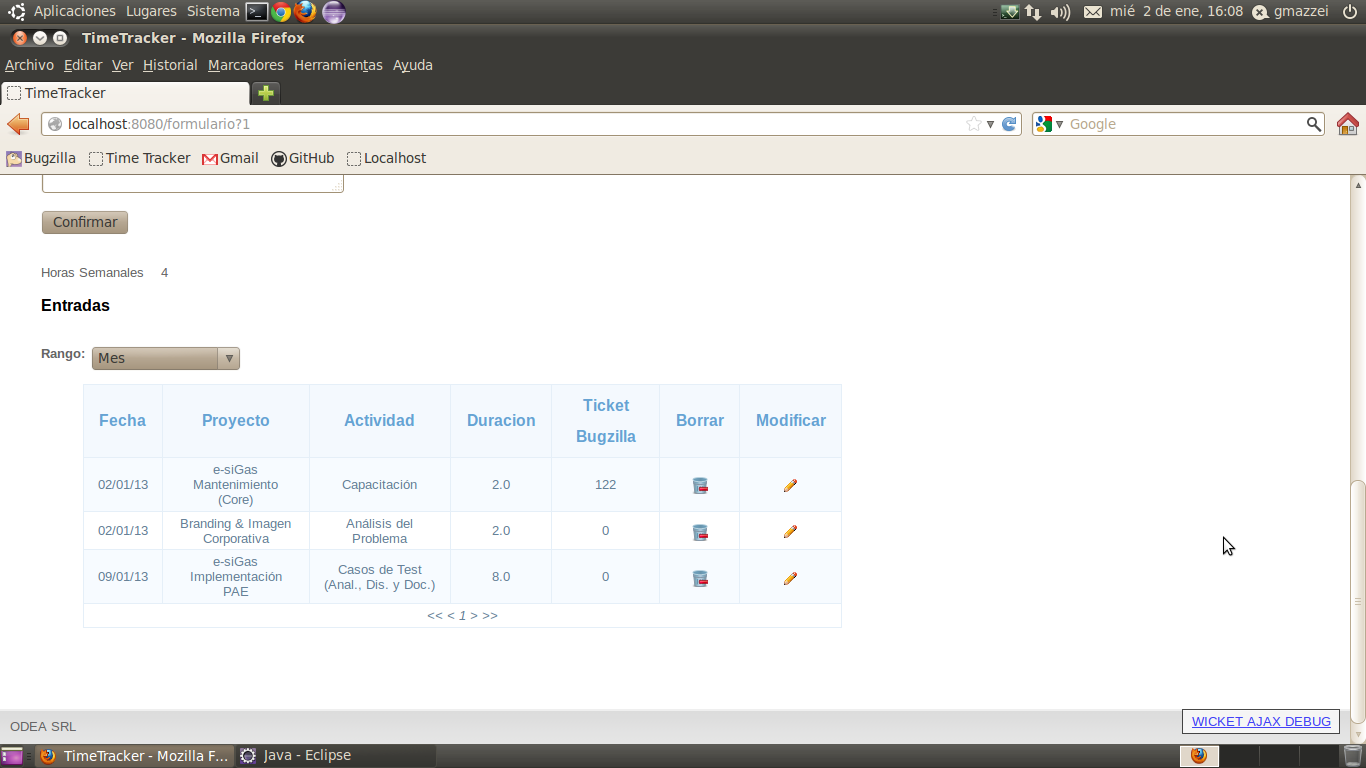 Aplicaciones Lugares Sistema mié 2 de ene, 16:08 gmazzei
TimeTracker - Mozilla Firefox
Archivo Editar Ver Historial Marcadores Herramientas Ayuda
TimeTracker
localhost:8080/formulario?1 Google
Bugzilla Time Tracker Gmail GitHub Localhost
Confirmar
Horas Semanales 4
Entradas
Rango: Mes
Fecha Proyecto Actividad Duracion Ticket Bugzilla Borrar Modificar
02/01/13 e-siGas Mantenimiento (Core) Capacitación 2.0 122
02/01/13 Branding & Imagen Corporativa Análisis del Problema 2.0 0
09/01/13 e-siGas Implementación PAE Casos de Test (Anal., Dis. y Doc.) 8.0 0
<< < 1 > >>
ODEA SRL WICKET AJAX DEBUG
TimeTracker - Mozilla F... Java - Eclipse